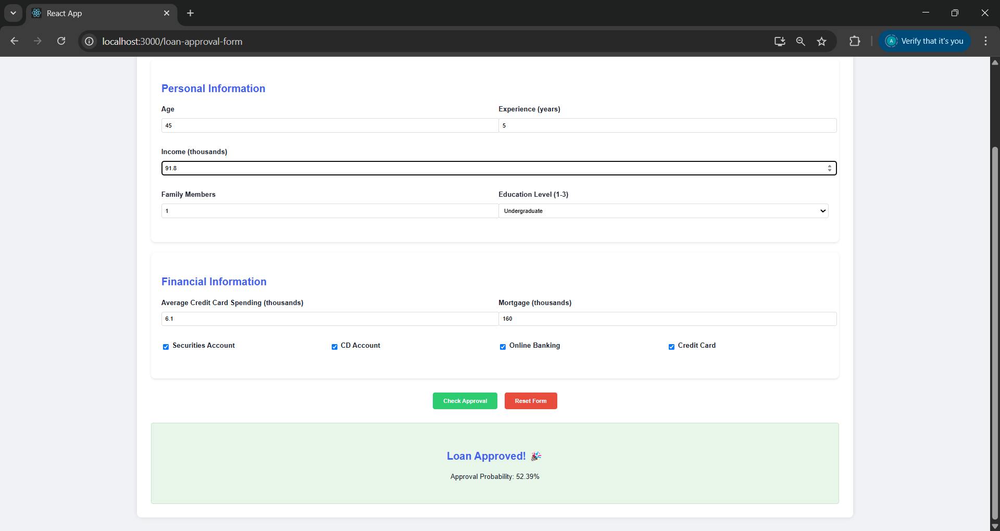 React App
localhost:3000/loan-approval-form
A Verify that it's you
Personal Information
Age Experience (years)
45 5
Income (thousands)
91.8
Family Members Education Level (1-3)
1 Undergraduate
Financial Information
Average Credit Card Spending (thousands) Mortgage (thousands)
6.1 160
Securities Account CD Account Online Banking Credit Card
Check Approval Reset Form
Loan Approved! 🎉
Approval Probability: 52.39%